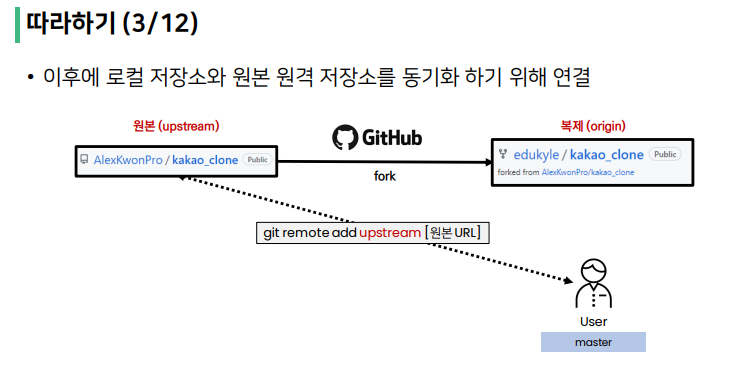 따라하기 (3/12)
• 이후에 로컬 저장소와 원본 원격 저장소를 동기화 하기 위해 연결
원본 (upstream)
GitHub
복제 (origin)
AlexKwonPro / kakao_clone Public
fork
edukyle / kakao_clone Public
forked from AlexKwonPro/kakao_clone
git remote add upstream [원본 URL]
User
master